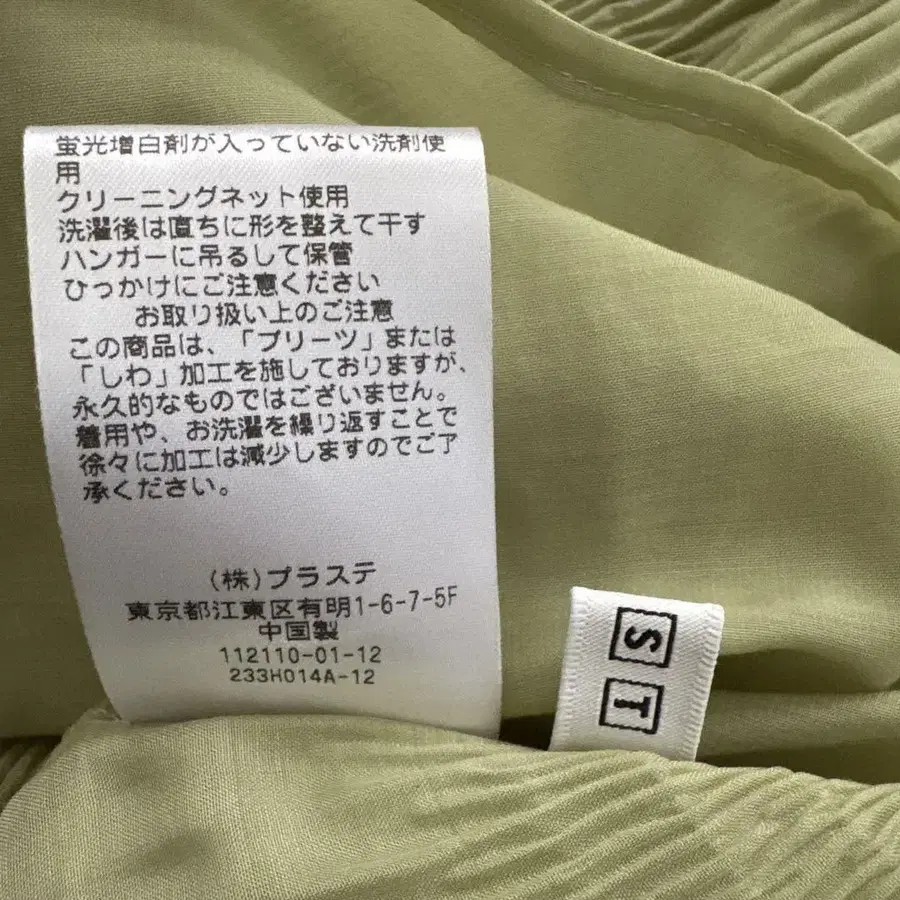 蛍光増白剤が入っていない洗剤使
用
クリーニングネット使用
洗濯後は直ちに形を整えて干す
ハンガーに吊るして保管
ひっかけにご注意ください
お取り扱い上のご注意
この商品は、「プリーツ」または
「しわ」加工を施しておりますが、
永久的なものではございません。
着用や、お洗濯を繰り返すことで
徐々に加工は減少しますのでご了
承ください。
(株)プラステ
東京都江東区有明1-6-7-5F
中国製
112110-01-12
233H014A-12
S T